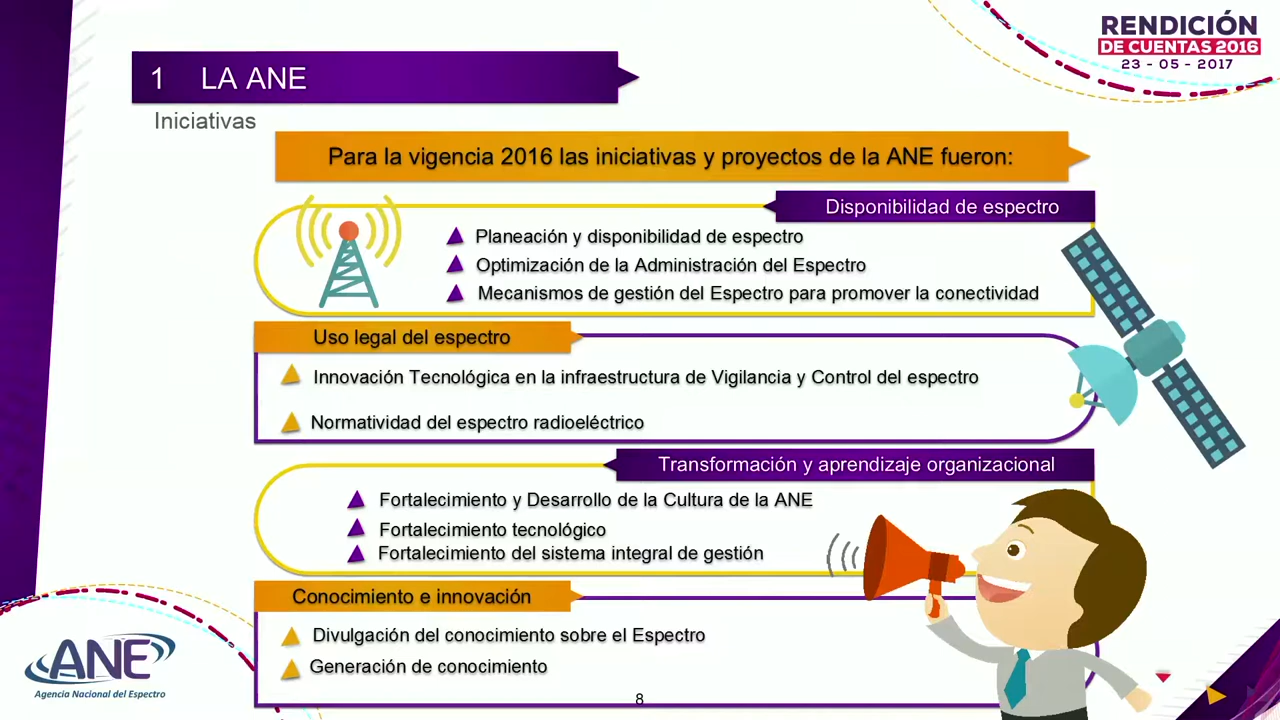 RENDICIÓN
DE CUENTAS 2016
23 - 05 - 2017
1 LA ANE
Iniciativas
Para la vigencia 2016 las iniciativas y proyectos de la ANE fueron:
Disponibilidad de espectro
Planeación y disponibilidad de espectro
Optimización de la Administración del Espectro
Mecanismos de gestión del Espectro para promover la conectividad
Uso legal del espectro
Innovación Tecnológica en la infraestructura de Vigilancia y Control del espectro
Normatividad del espectro radioeléctrico
Transformación y aprendizaje organizacional
Fortalecimiento y Desarrollo de la Cultura de la ANE
Fortalecimiento tecnológico
Fortalecimiento del sistema integral de gestión
Conocimiento e innovación
Divulgación del conocimiento sobre el Espectro
Generación de conocimiento
ANE
Agencia Nacional del Espectro
8